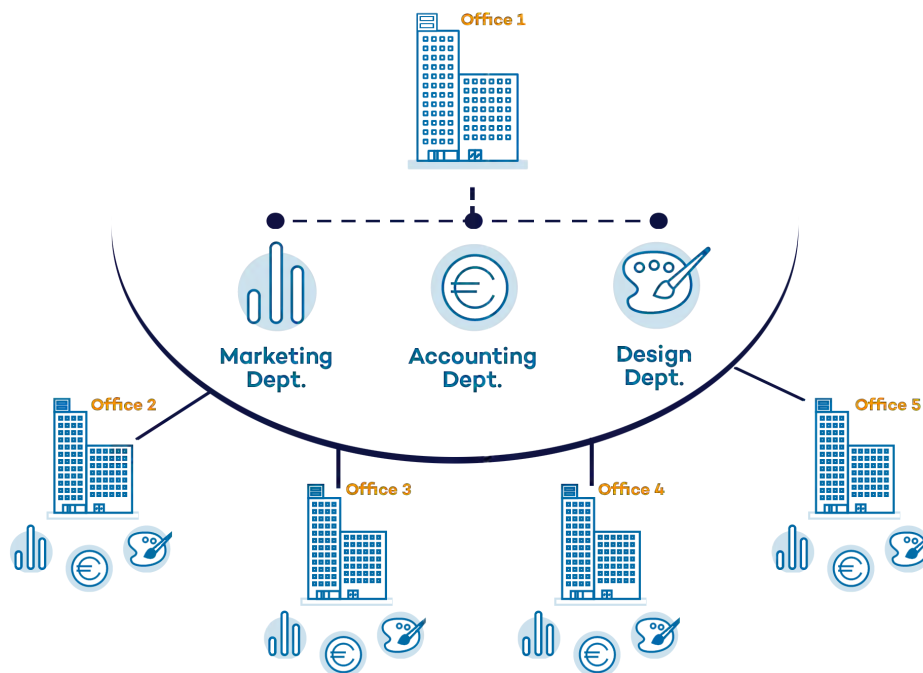 Office 1
Marketing
Dept.
Accounting
Dept.
Design
Dept.
Office 2
Office 3
Office 4
Office 5